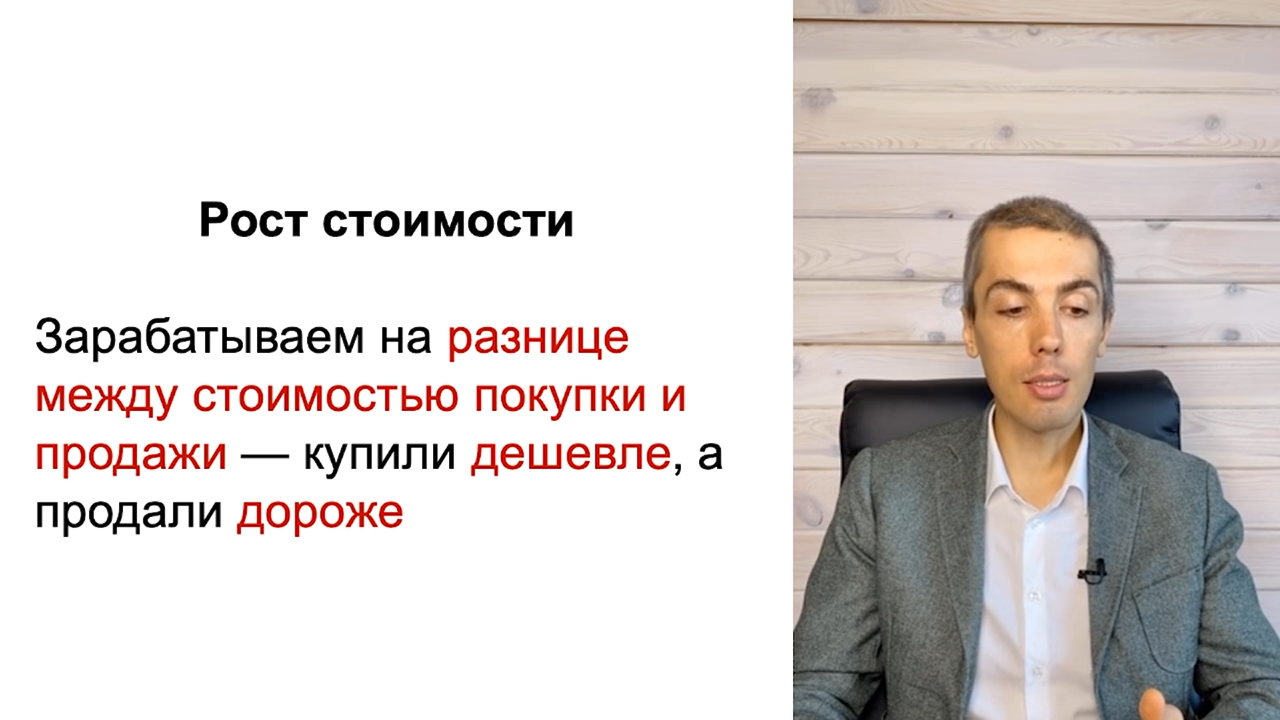 Рост стоимости
Зарабатываем на разнице
между стоимостью покупки и
продажи — купили дешевле, а
продали дороже